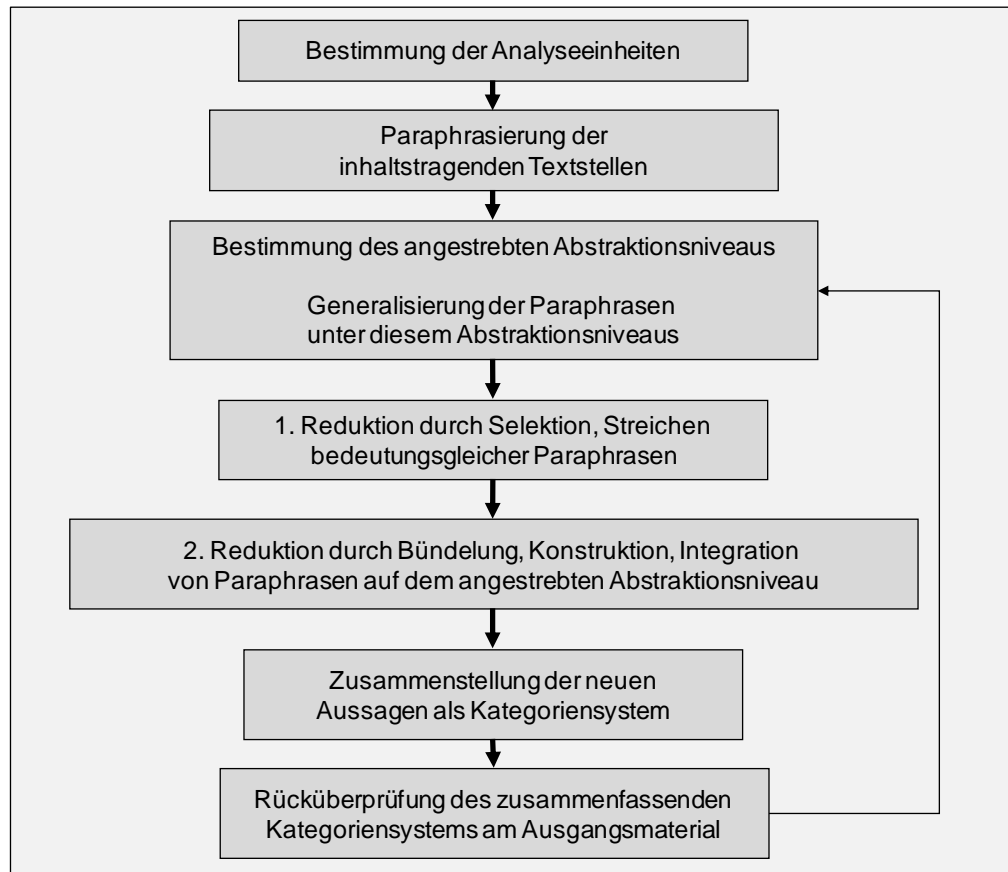 Bestimmung der Analyseeinheiten
Paraphrasierung der
inhaltstragenden Textstellen
Bestimmung des angestrebten Abstraktionsniveaus
Generalisierung der Paraphrasen
unter diesem Abstraktionsniveaus
1. Reduktion durch Selektion, Streichen
bedeutungsgleicher Paraphrasen
2. Reduktion durch Bündelung, Konstruktion, Integration
von Paraphrasen auf dem angestrebten Abstraktionsniveau
Zusammenstellung der neuen
Aussagen als Kategoriensystem
Rücküberprüfung des zusammenfassenden
Kategoriensystems am Ausgangsmaterial